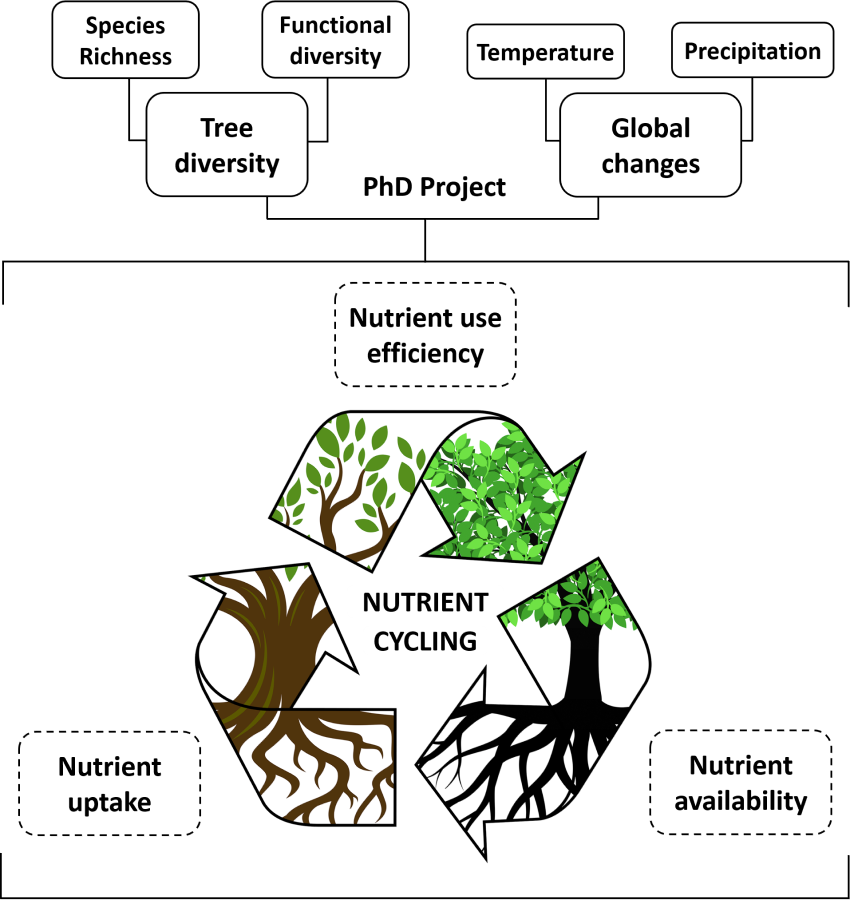 Species
Richness
Functional
diversity
Temperature
Precipitation
Tree
diversity
Global
changes
PhD Project
Nutrient use
efficiency
NUTRIENT
CYCLING
Nutrient
uptake
Nutrient
availability